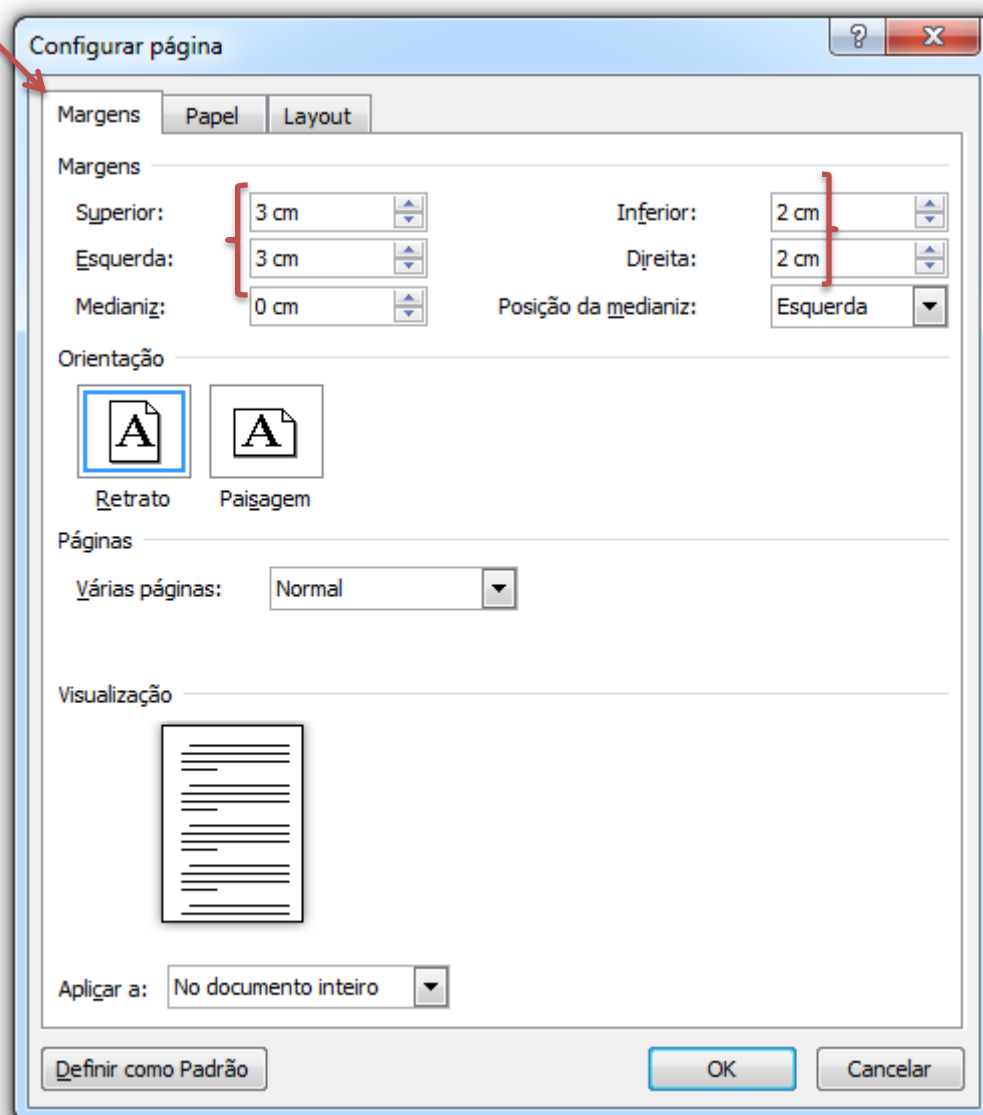 Configurar página
Margens Papel Layout
Margens
Superior: 3 cm Inferior: 2 cm
Esquerda: 3 cm Direita: 2 cm
Medianiz: 0 cm Posição da medianiz: Esquerda
Orientação
A A
Retrato Paisagem
Páginas
Várias páginas: Normal
Visualização
Aplicar a: No documento inteiro
Definir como Padrão OK Cancelar